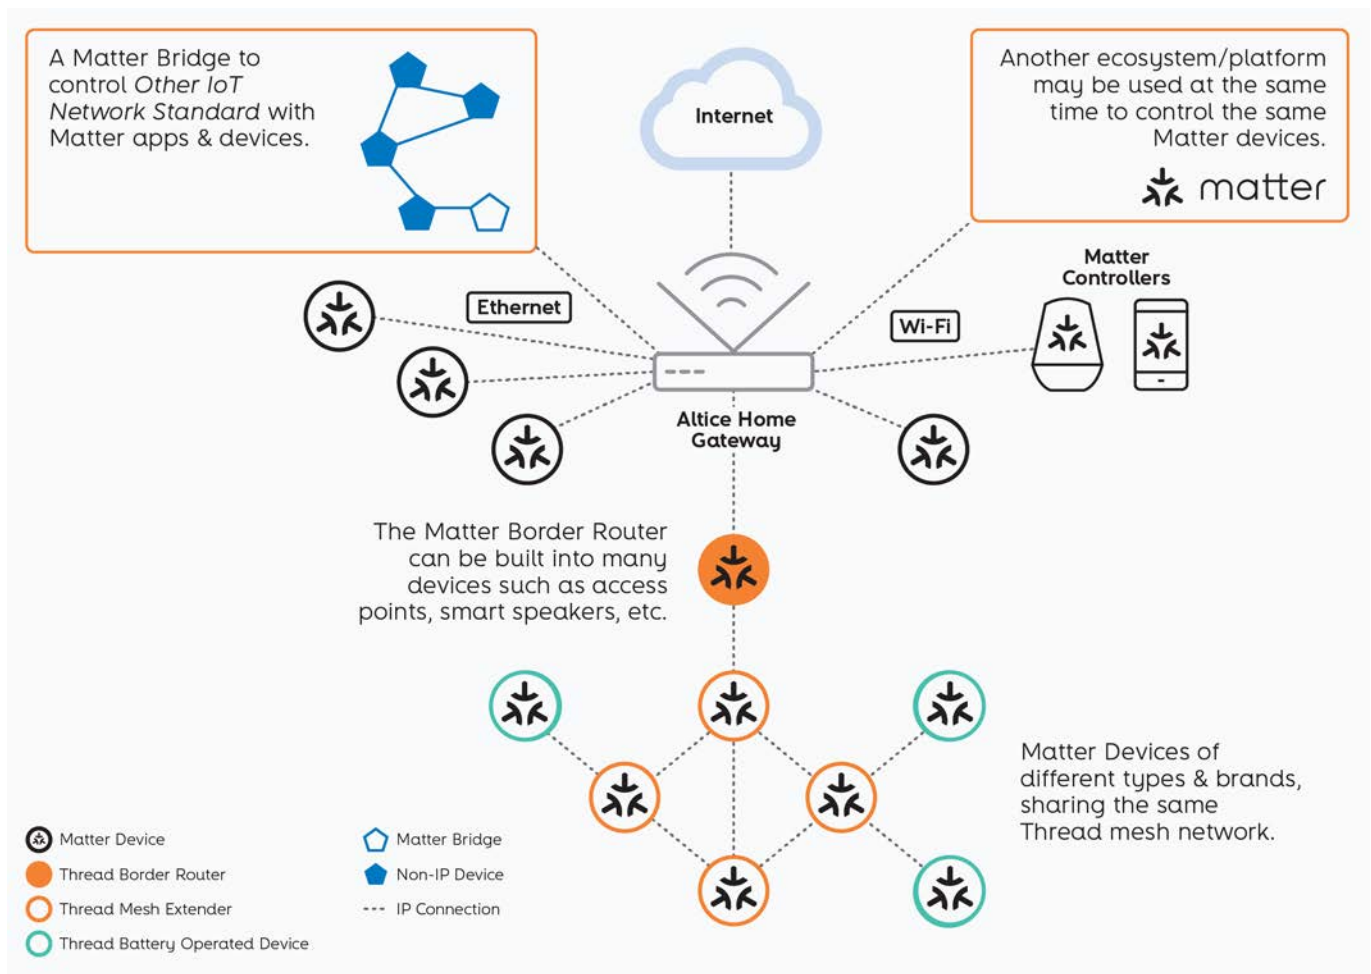 A Matter Bridge to
control Other IoT
Network Standard with
Matter apps & devices.
Internet
Another ecosystem/platform
may be used at the same
time to control the same
Matter devices.
matter
Matter
Controllers
Ethernet
Wi-Fi
Altice Home
Gateway
The Matter Border Router
can be built into many
devices such as access
points, smart speakers, etc.
Matter Devices of
different types & brands,
sharing the same
Thread mesh network.
Matter Device
Thread Border Router
Thread Mesh Extender
Thread Battery Operated Device
Matter Bridge
Non-IP Device
IP Connection